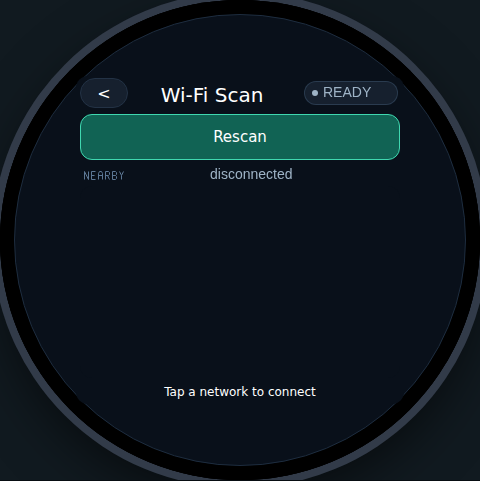 < Wi-Fi Scan READY
Rescan
NEARBY disconnected
Tap a network to connect